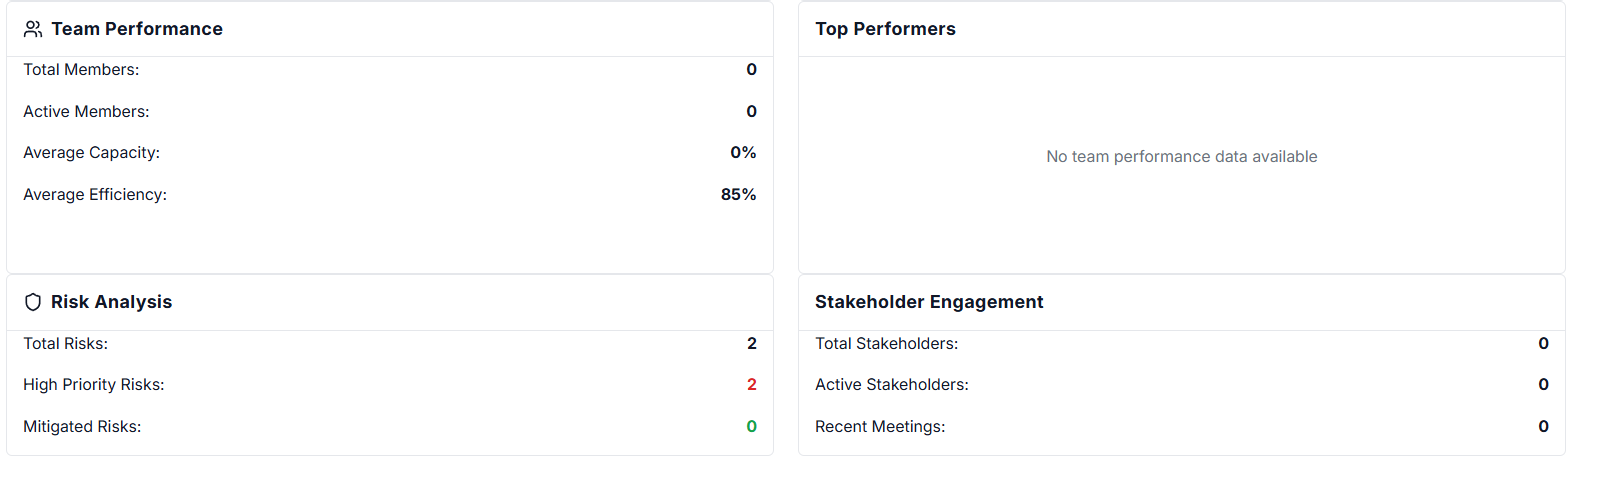 Team Performance
Total Members: 0
Active Members: 0
Average Capacity: 0%
Average Efficiency: 85%
Top Performers
No team performance data available
Risk Analysis
Total Risks: 2
High Priority Risks: 2
Mitigated Risks: 0
Stakeholder Engagement
Total Stakeholders: 0
Active Stakeholders: 0
Recent Meetings: 0